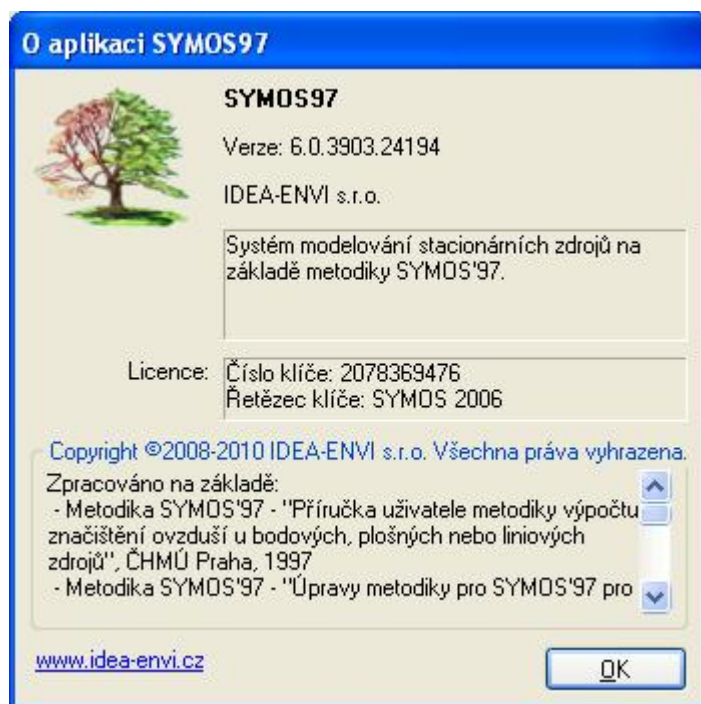 O aplikaci SYMOS97
SYMOS97
Verze: 6.0.3903.24194
IDEA-ENVI s.r.o.
Systém modelování stacionárních zdrojů na
základě metodiky SYMOS'97.
Licence:
Číslo klíče: 2078369476
Řetězec klíče: SYMOS 2006
Copyright ©2008-2010 IDEA-ENVI s.r.o. Všechna práva vyhrazena.
Zpracováno na základě:
- Metodika SYMOS'97 - "Příručka uživatele metodiky výpočtu
značištění ovzduší u bodových, plošných nebo liniových
zdrojů", ČHMÚ Praha, 1997
- Metodika SYMOS'97 - "Úpravy metodiky pro SYMOS'97 pro
www.idea-envi.cz
OK